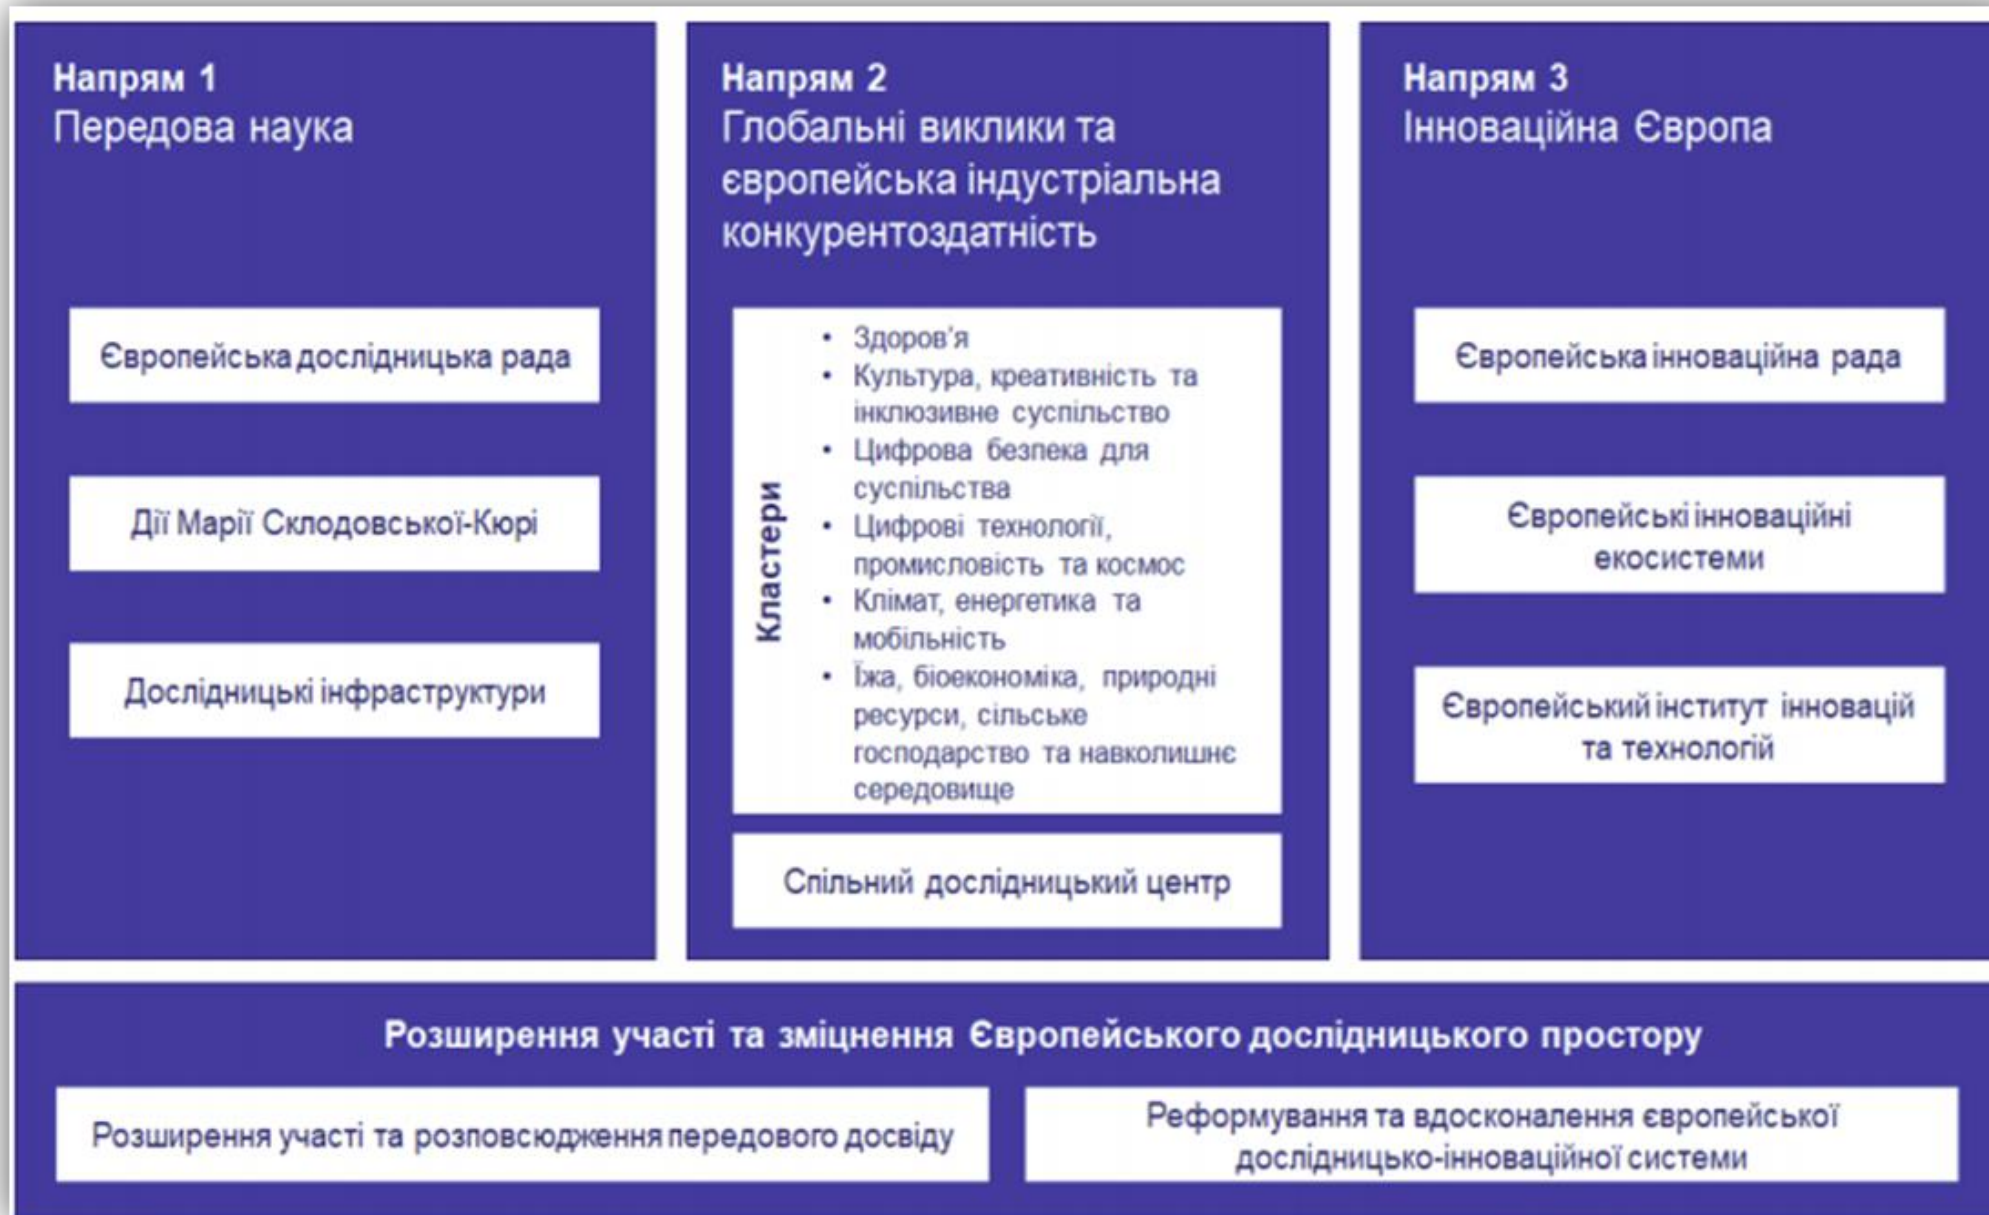 Напрям 1
Передова наука
Європейська дослідницька рада
Дії Марії Склодовської-Кюрі
Дослідницькі інфраструктури
Напрям 2
Глобальні виклики та
європейська індустріальна
конкурентоздатність
Кластери
• Здоров'я
• Культура, креативність та
інклюзивне суспільство
• Цифрова безпека для
суспільства
• Цифрові технології,
промисловість та космос
• Клімат, енергетика та
мобільність
• Їжа, біоекономіка, природні
ресурси, сільське
господарство та навколишнє
середовище
Спільний дослідницький центр
Напрям 3
Інноваційна Європа
Європейська інноваційна рада
Європейські інноваційні
екосистеми
Європейський інститут інновацій
та технологій
Розширення участі та зміцнення Європейського дослідницького простору
Розширення участі та розповсюдження передового досвіду
Реформування та вдосконалення європейської
дослідницько-інноваційної системи